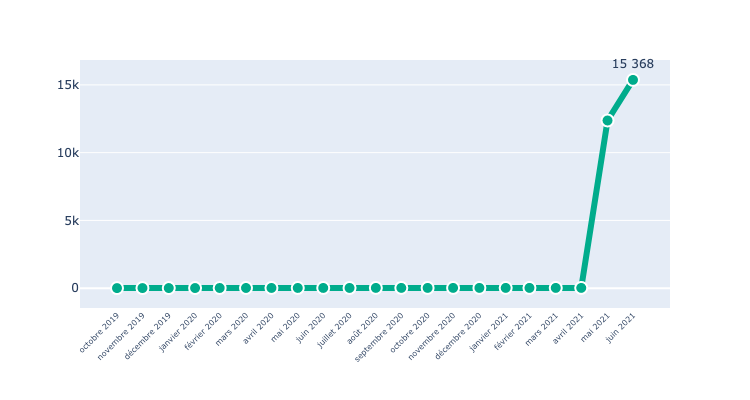 15 368
15k
10k
5k
0
octobre 2019
novembre 2019
décembre 2019
janvier 2020
février 2020
mars 2020
avril 2020
mai 2020
juin 2020
juillet 2020
août 2020
septembre 2020
octobre 2020
novembre 2020
décembre 2020
janvier 2021
février 2021
mars 2021
avril 2021
mai 2021
juin 2021